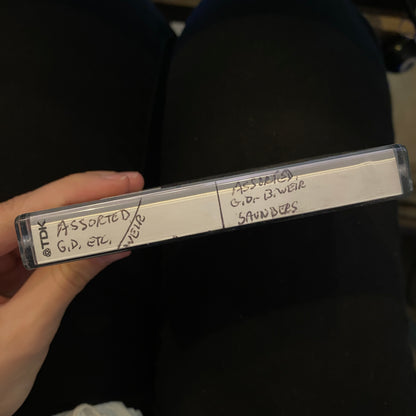 TDK
ASSORTED
G.D. ETC.
WEIR
ASSORTED.
G.D.- B.WEIR
SAUNDERS